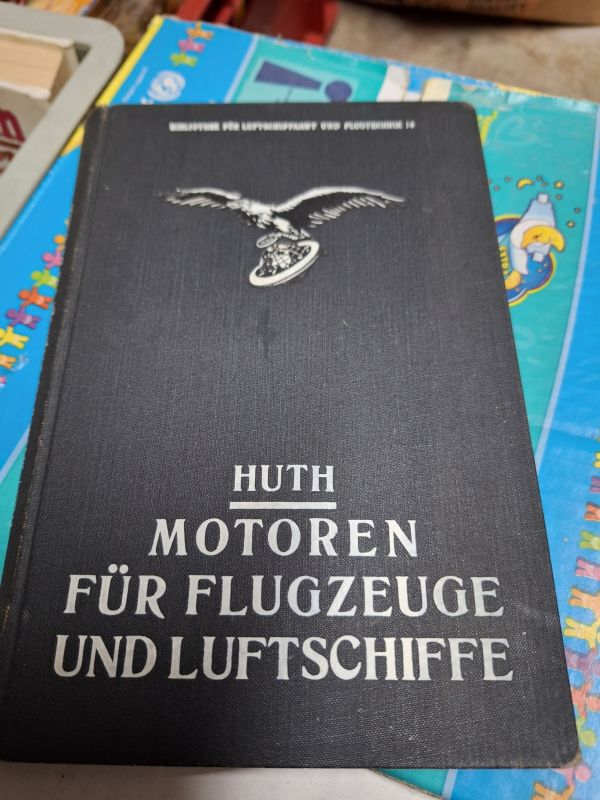 BIBLIOTHEK FÜR LUFTSCHIFFAHRT UND FLUGTECHNIK
HUTH
MOTOREN
FÜR FLUGZEUGE
UND LUFTSCHIFFE